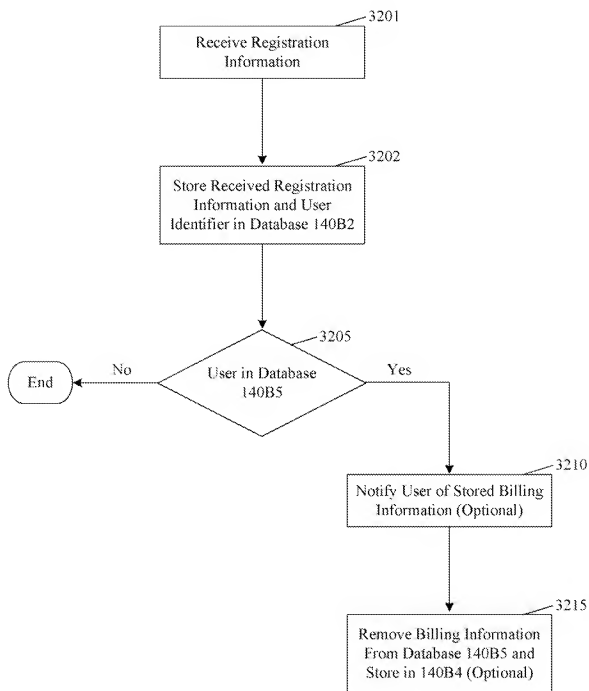 3201
Receive Registration
Information
3202
Store Received Registration
Information and User
Identifier in Database 140B2
3205
User in Database
140B5
No
Yes
End
3210
Notify User of Stored Billing
Information (Optional)
3215
Remove Billing Information
From Database 140B5 and
Store in 140B4 (Optional)